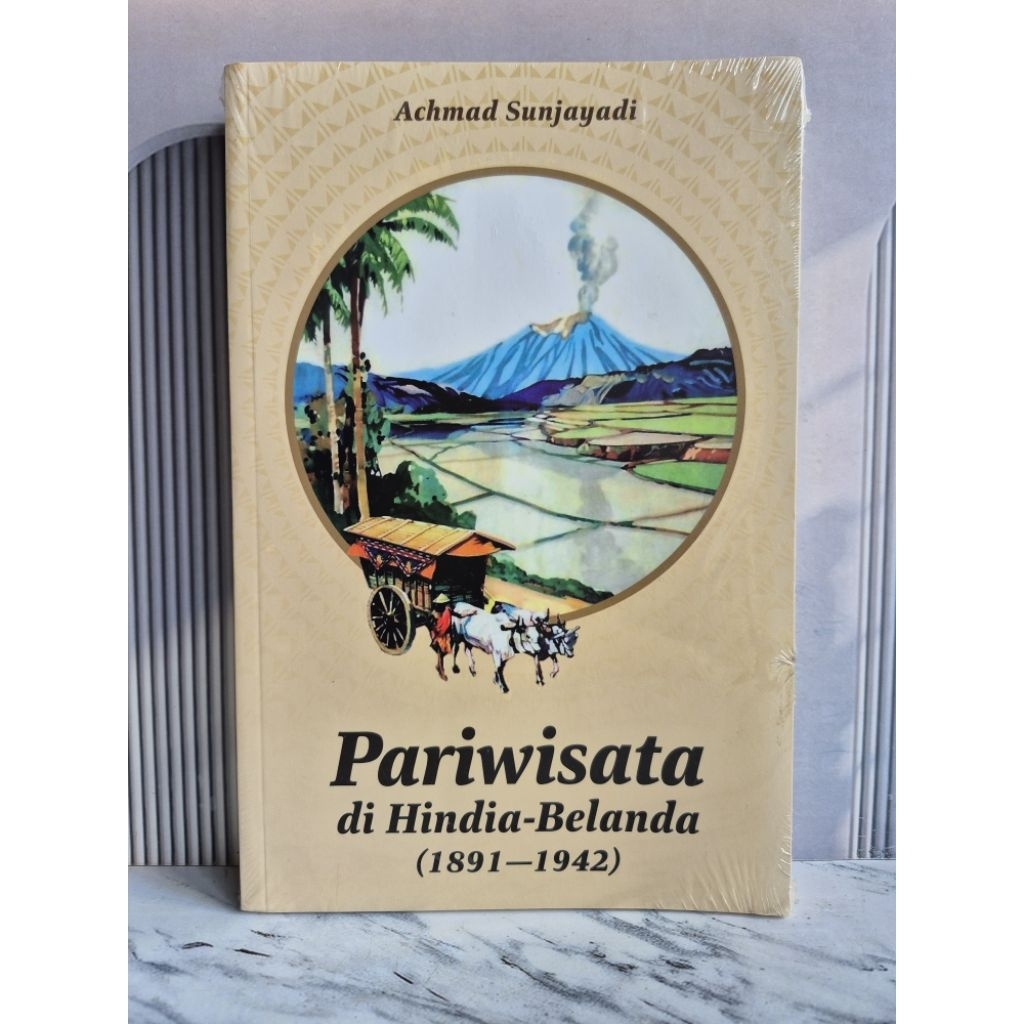 Achmad Sunjayadi
Pariwisata
di Hindia-Belanda
(1891—1942)